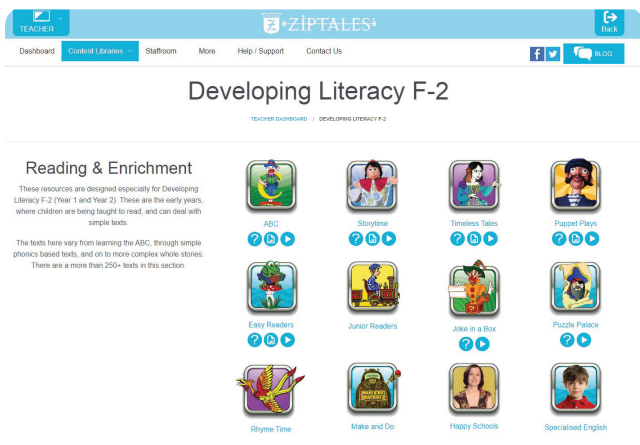 TEACHER
ZIPTALES
Back
Dashboard Content Libraries Staffroom More Help / Support Contact Us
BLOG
Developing Literacy F-2
TEACHER DASHBOARD / DEVELOPING LITERACY F-2
Reading & Enrichment
These resources are designed especially for Developing
Literacy F-2 (Year 1 and Year 2). These are the early years,
where children are being taught to read, and can deal with
simple texts.
The texts here vary from learning the ABC, through simple
phonics based texts, and on to more complex whole stories.
There are a more than 250+ texts in this section.
ABC Storytime Timeless Tales Puppet Plays
Easy Readers Junior Readers Joke in a Box Puzzle Palace
Rhyme Time Make and Do Happy Schools Specialised English